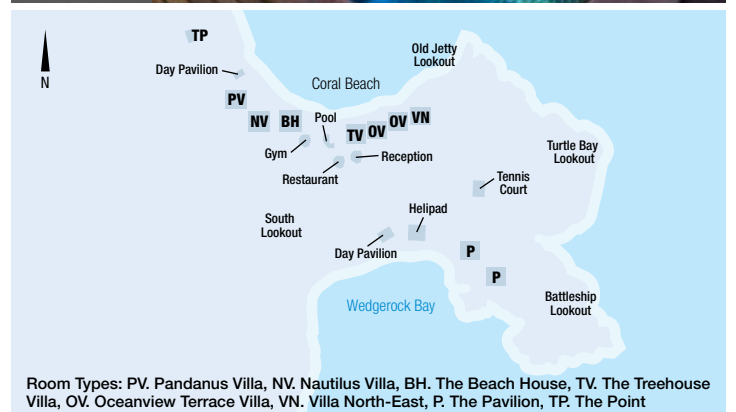 TP
Old Jetty
Lookout
Day Pavilion
Coral Beach
N
PV
NV
BH
Pool
TV
OV
OV
VN
Gym
Reception
Restaurant
Turtle Bay
Lookout
Tennis
Court
Helipad
South
Lookout
Day Pavilion
P
P
Wedgerock Bay
Battleship
Lookout
Room Types: PV. Pandanus Villa, NV. Nautilus Villa, BH. The Beach House, TV. The Treehouse
Villa, OV. Oceanview Terrace Villa, VN. Villa North-East, P. The Pavilion, TP. The Point